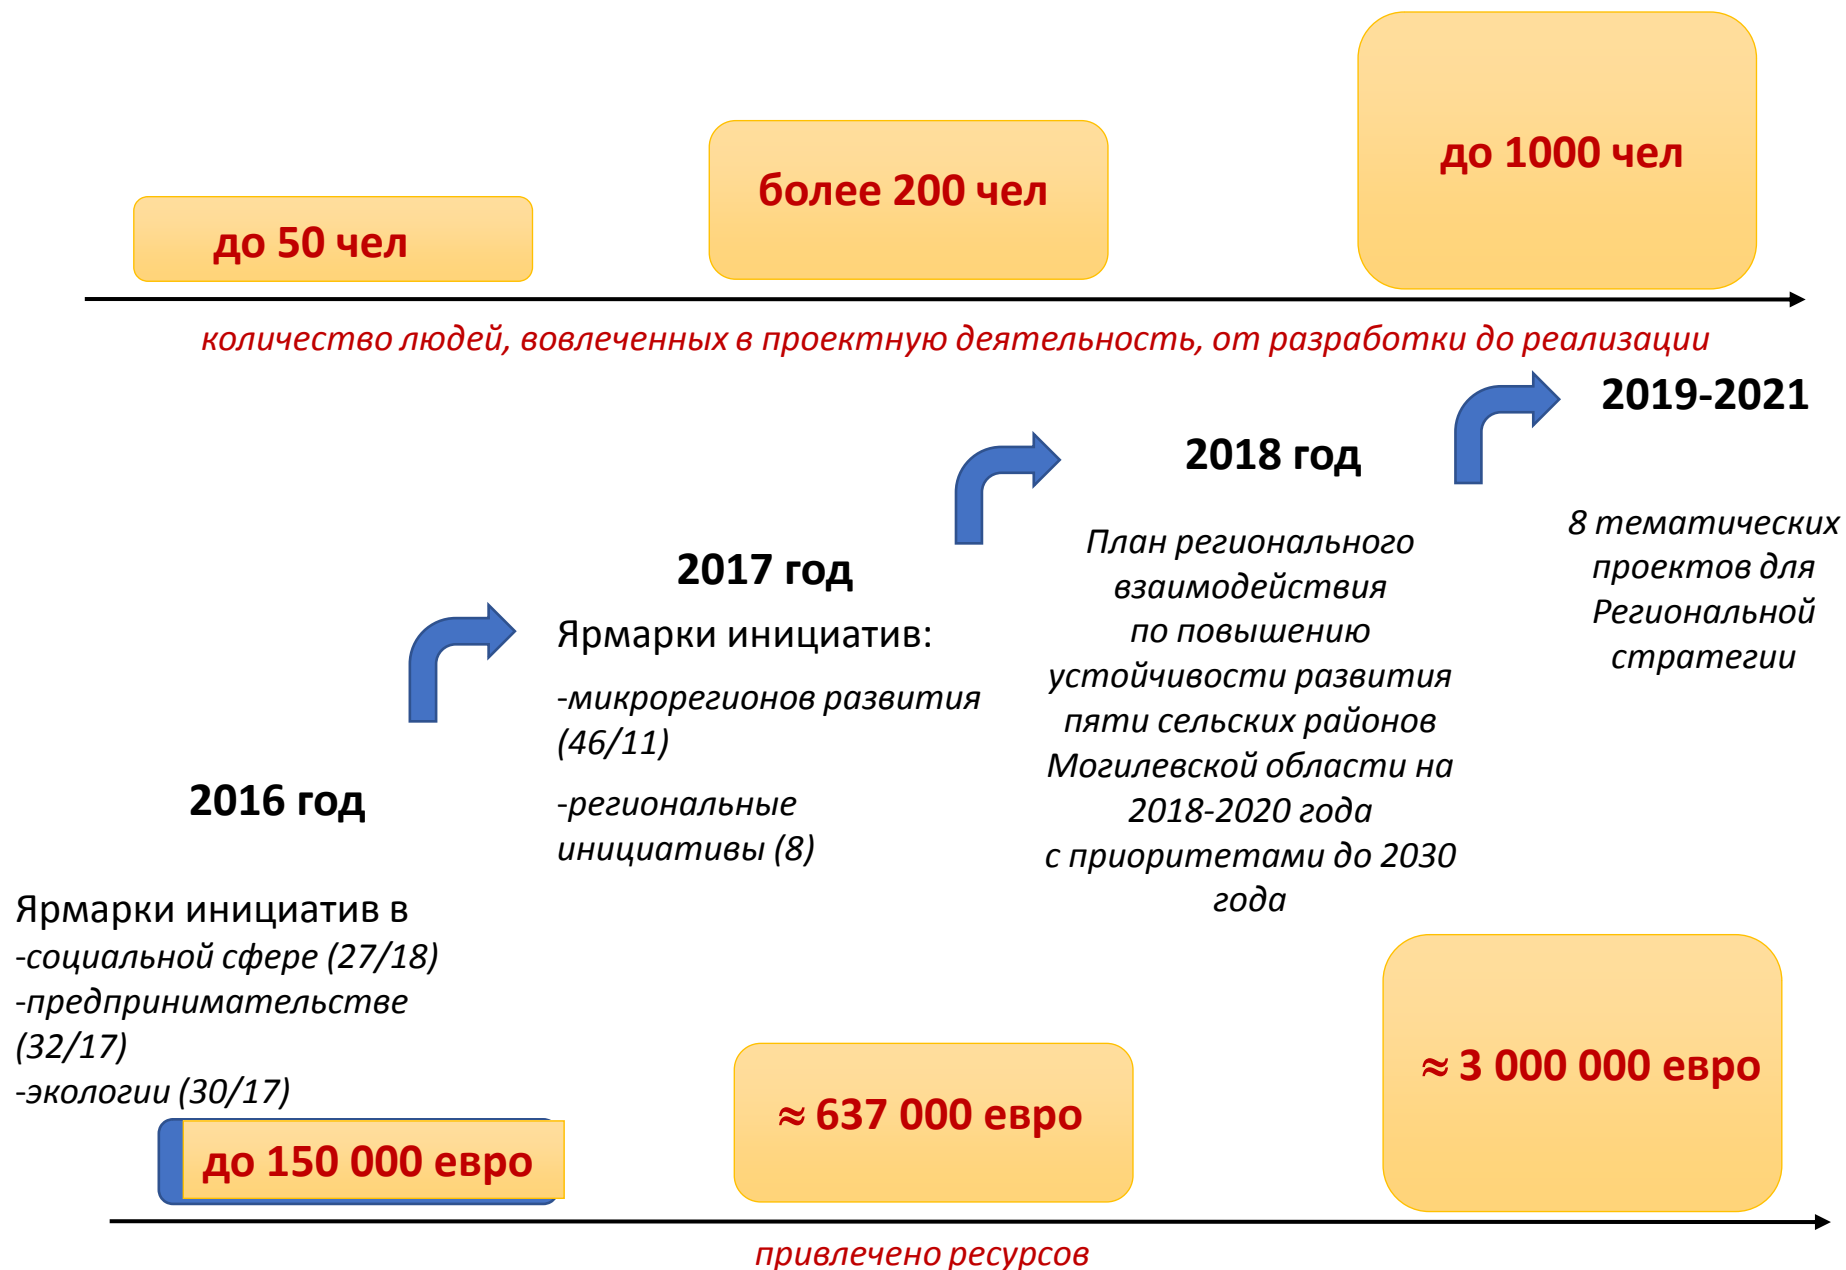 до 50 чел
более 200 чел
до 1000 чел
количество людей, вовлеченных в проектную деятельность, от разработки до реализации
2016 год
Ярмарки инициатив в
-социальной сфере (27/18)
-предпринимательстве
(32/17)
-экологии (30/17)
2017 год
Ярмарки инициатив:
-микрорегионов развития
(46/11)
-региональные
инициативы (8)
2018 год
План регионального
взаимодействия
по повышению
устойчивости развития
пяти сельских районов
Могилевской области на
2018-2020 года
с приоритетами до 2030
года
2019-2021
8 тематических
проектов для
Региональной
стратегии
до 150 000 евро
≈ 637 000 евро
≈ 3 000 000 евро
привлечено ресурсов